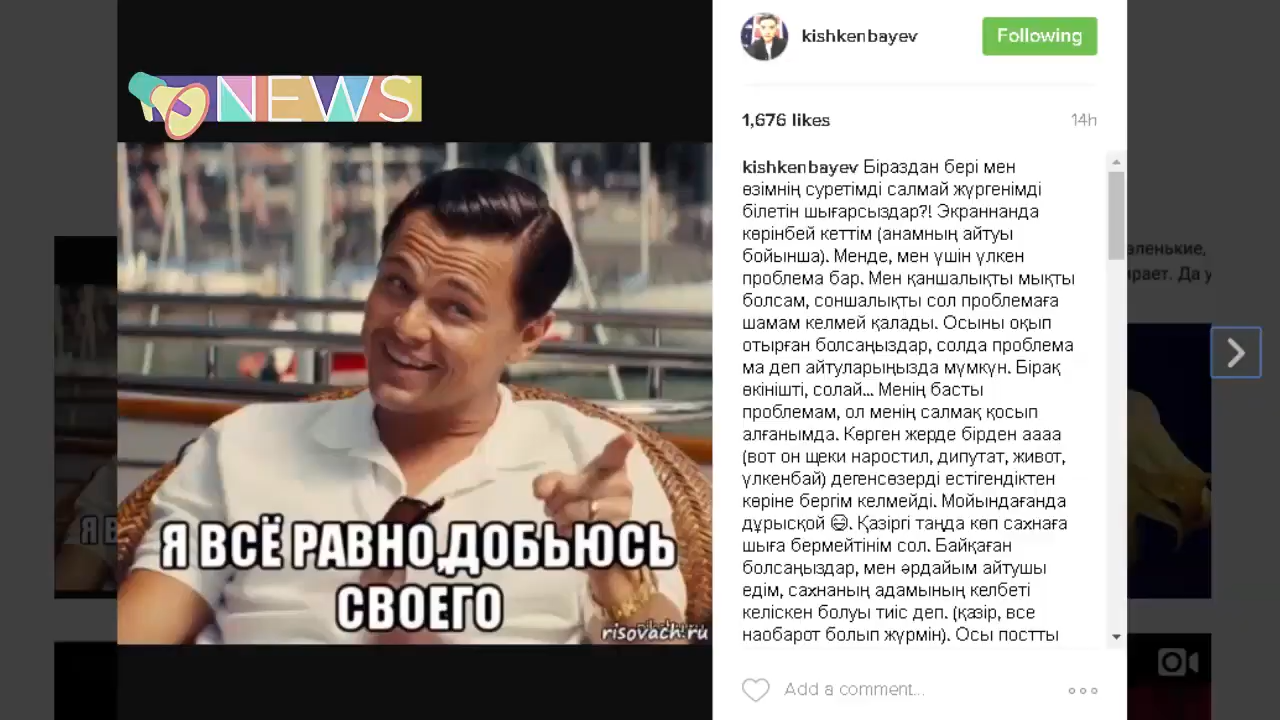 NEWS
kishkenbayev
Following
1,676 likes
14h
kishkenbayev Біраздан бері мен
өзімнің суретімді салмай жүргенімді
білетін шығарсыздар?! Экраннанда
көрінбей кеттім (анамның айтуы
бойынша). Менде, мен үшін үлкен
проблема бар. Мен қаншалықты мықты
болсам, соншалықты сол проблемаға
шамам келмей қалады. Осыны оқып
отырған болсаңыздар, солда проблема
ма деп айтуларыңызда мүмкүн. Бірақ
өкінішті, солай... Менің басты
проблемам, ол менің салмақ қосып
алғанымда. Көрген жерде бірден аааа
(вот он щеки наростил, дипутат, живот,
үлкенбай) дегенсөзерді естігендіктен
көріне бергім келмейді. Мойындағанда
дұрысқой 😅. Қазіргі таңда көп сахнаға
шыға бермейтінім сол. Байқаған
болсаңыздар, мен әрдайым айтушы
едім, сахнаның адамының келбеті
келіскен болуы тиіс деп. (қазір, все
наобарот болып жүрмін). Осы постты
Add a comment...
Я ВСЁ РАВНО,ДОБЬЮСЬ
СВОЕГО
risovach.ru
аленькие,
рает. Да у
Я В